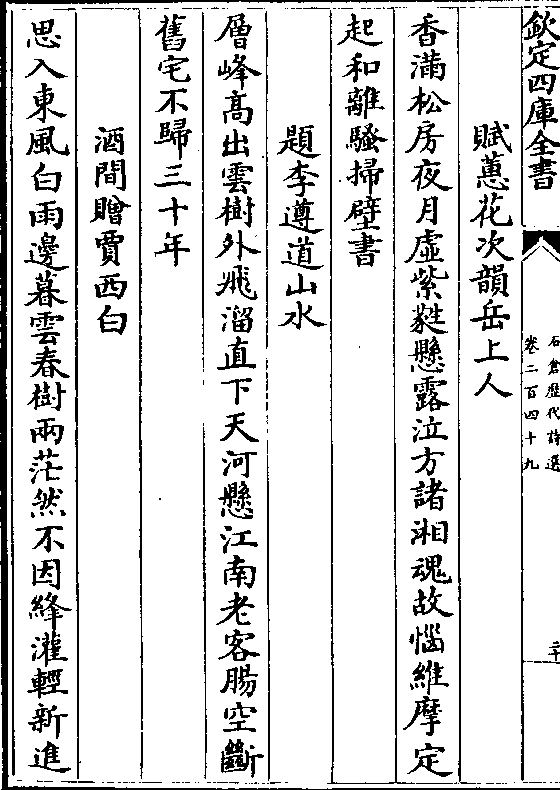 欽定四庫全書
石倉歷代詩選
卷二百四十九
二十
賦蕙花次韻岳上人
香滿松房夜月虛紫蕤懸露泣方諸湘魂故惱維摩定
起和離騷掃壁書
題李遵道山水
層峰高出雲樹外飛溜直下天河懸江南老客腸空斷
舊宅不歸三十年
酒間贈賈西白
思入東風白雨邊暮雲春樹兩茫然不因絳灌輕新進